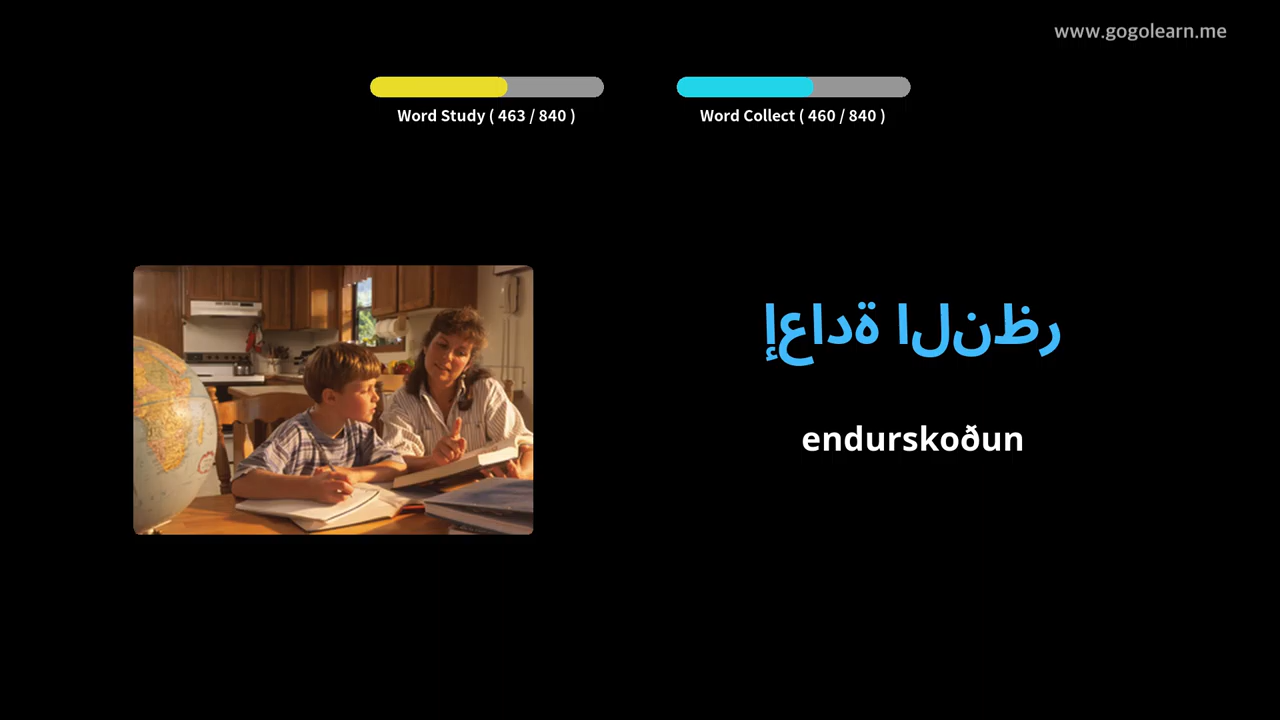 www.gogolearn.me
Word Study ( 463 / 840 )
Word Collect ( 460 / 840 )
إعادة النظر
endurskoðun